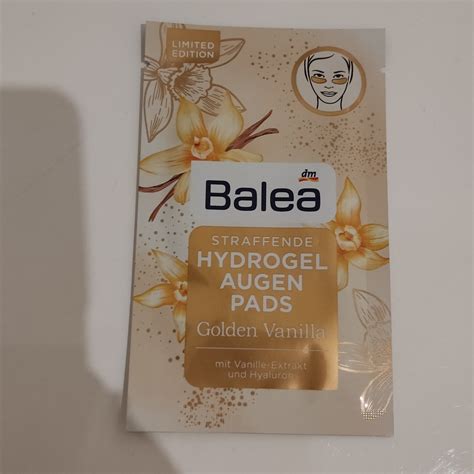 LIMITED
EDITION
dm
Balea
STRAFFENDE
HYDROGEL
AUGEN
PADS
Golden Vanilla
mit Vanille-Extrakt
und Hyaluron